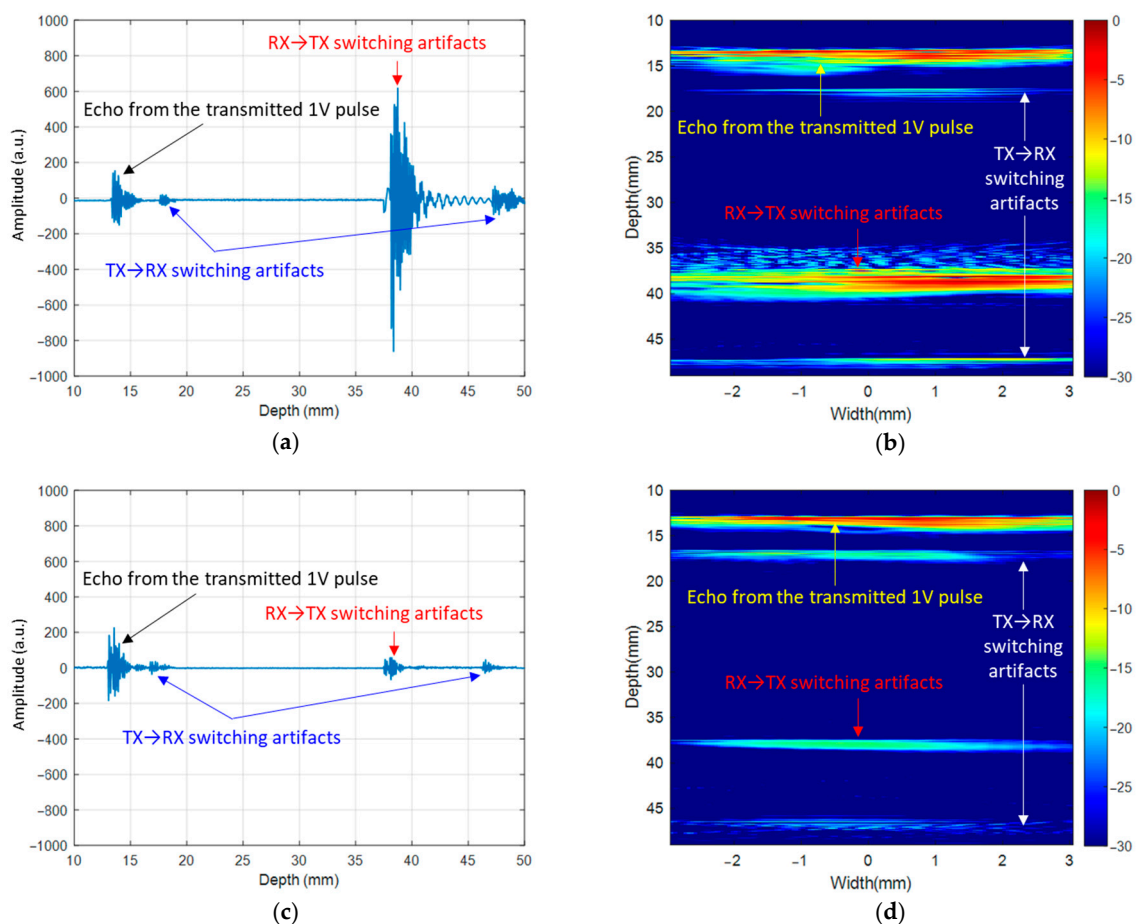 1000
800
600
400
200
0
−200
−400
−600
−800
−1000
Amplitude (a.u.)
RX→TX switching artifacts
Echo from the transmitted 1V pulse
TX→RX switching artifacts
10 15 20 25 30 35 40 45 50
Depth (mm)
(a)
10
15
20
25
30
35
40
45
Depth(mm)
Echo from the transmitted 1V pulse
TX→RX
switching
artifacts
RX→TX switching artifacts
−2 −1 0 1 2 3
Width(mm)
0
−5
−10
−15
−20
−25
−30
(b)
1000
800
600
400
200
0
−200
−400
−600
−800
−1000
Amplitude (a.u.)
Echo from the transmitted 1V pulse
RX→TX switching artifacts
TX→RX switching artifacts
10 15 20 25 30 35 40 45 50
Depth (mm)
(c)
10
15
20
25
30
35
40
45
Depth(mm)
Echo from the transmitted 1V pulse
TX→RX
switching
artifacts
RX→TX switching artifacts
−2 −1 0 1 2 3
Width(mm)
0
−5
−10
−15
−20
−25
−30
(d)